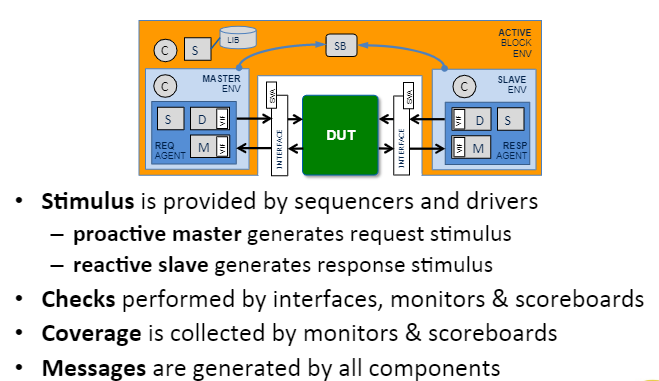 ACTIVE
BLOCK
ENV
LIB
C
S
SB
MASTER
ENV
SLAVE
ENV
C
C
SVA
SVA
S
D
VIF
INTERFACE
DUT
INTERFACE
VIF
D
S
REQ
AGENT
M
VIF
VIF
M
RESP
AGENT
• Stimulus is provided by sequencers and drivers
– proactive master generates request stimulus
– reactive slave generates response stimulus
• Checks performed by interfaces, monitors & scoreboards
• Coverage is collected by monitors & scoreboards
• Messages are generated by all components